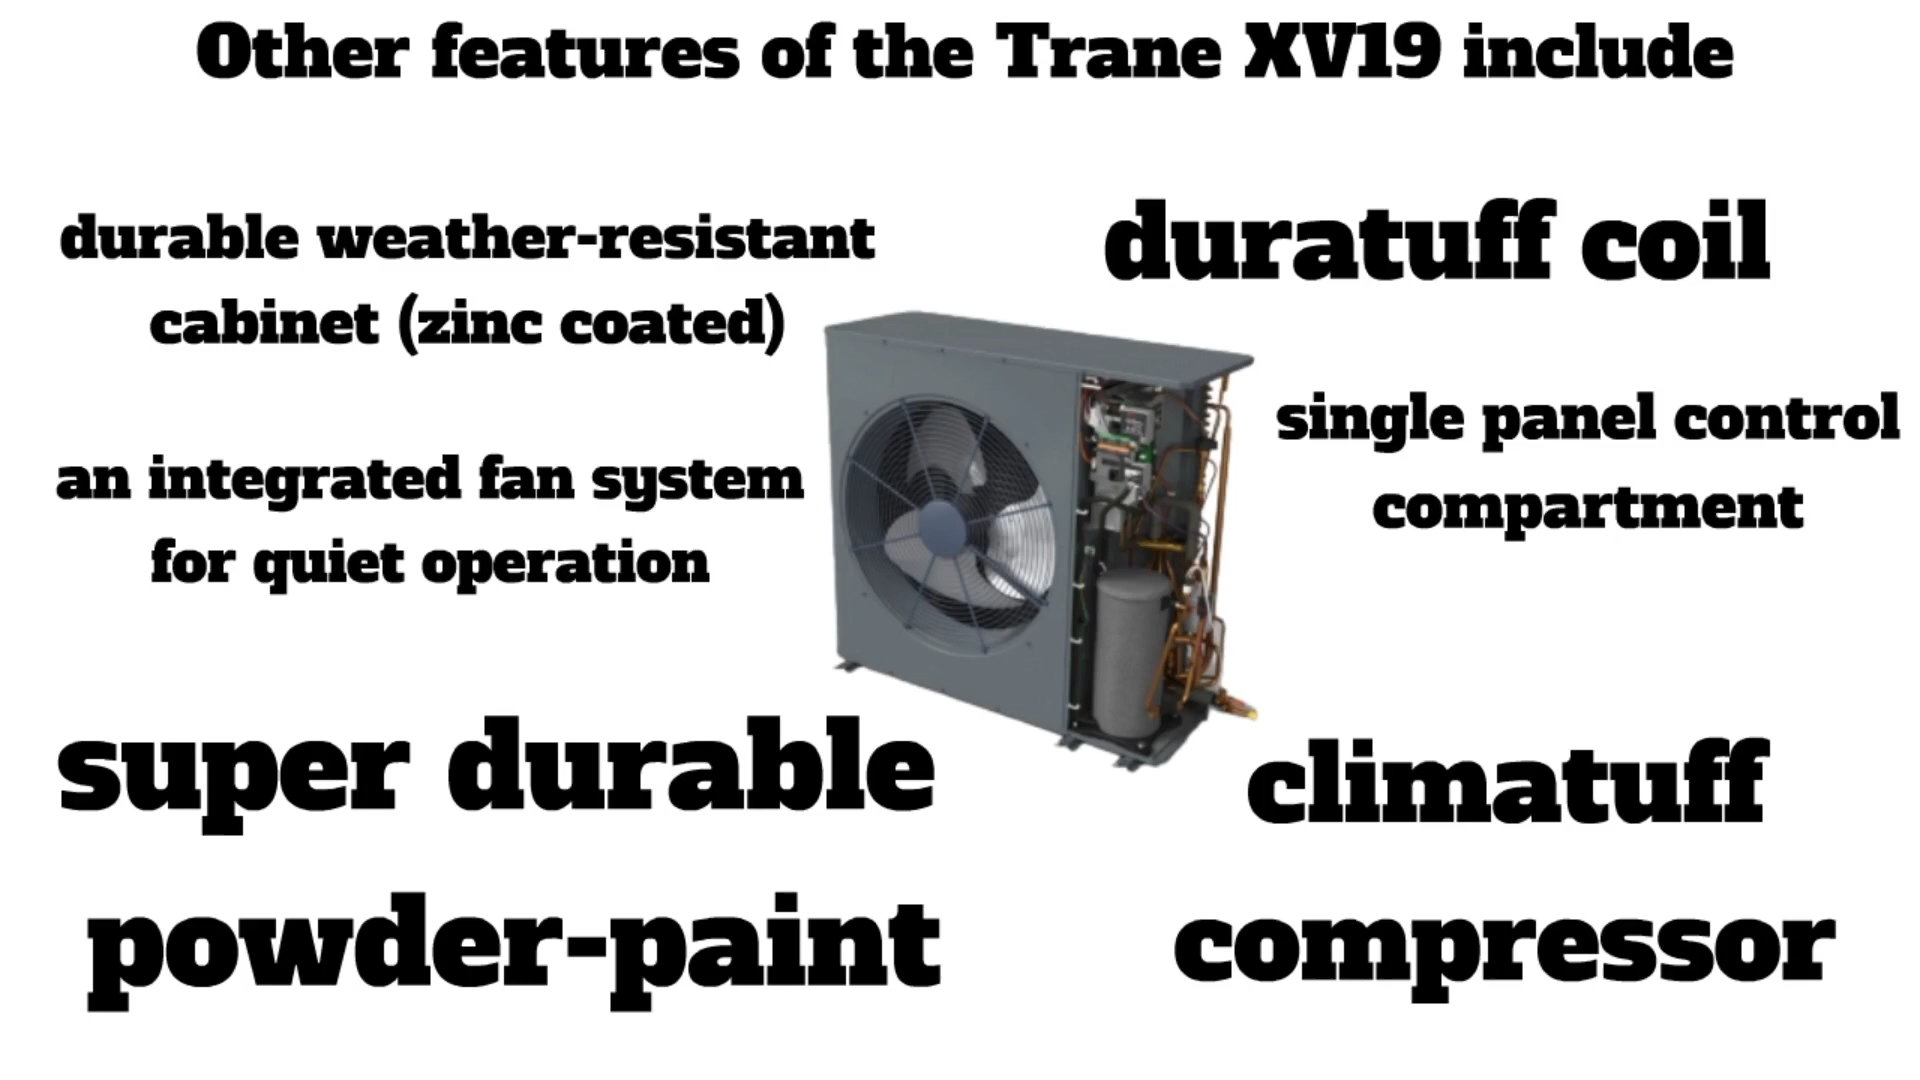 Other features of the Trane XV19 include
durable weather-resistant
cabinet (zinc coated)
an integrated fan system
for quiet operation
super durable
powder-paint
duratuff coil
single panel control
compartment
climatuff
compressor